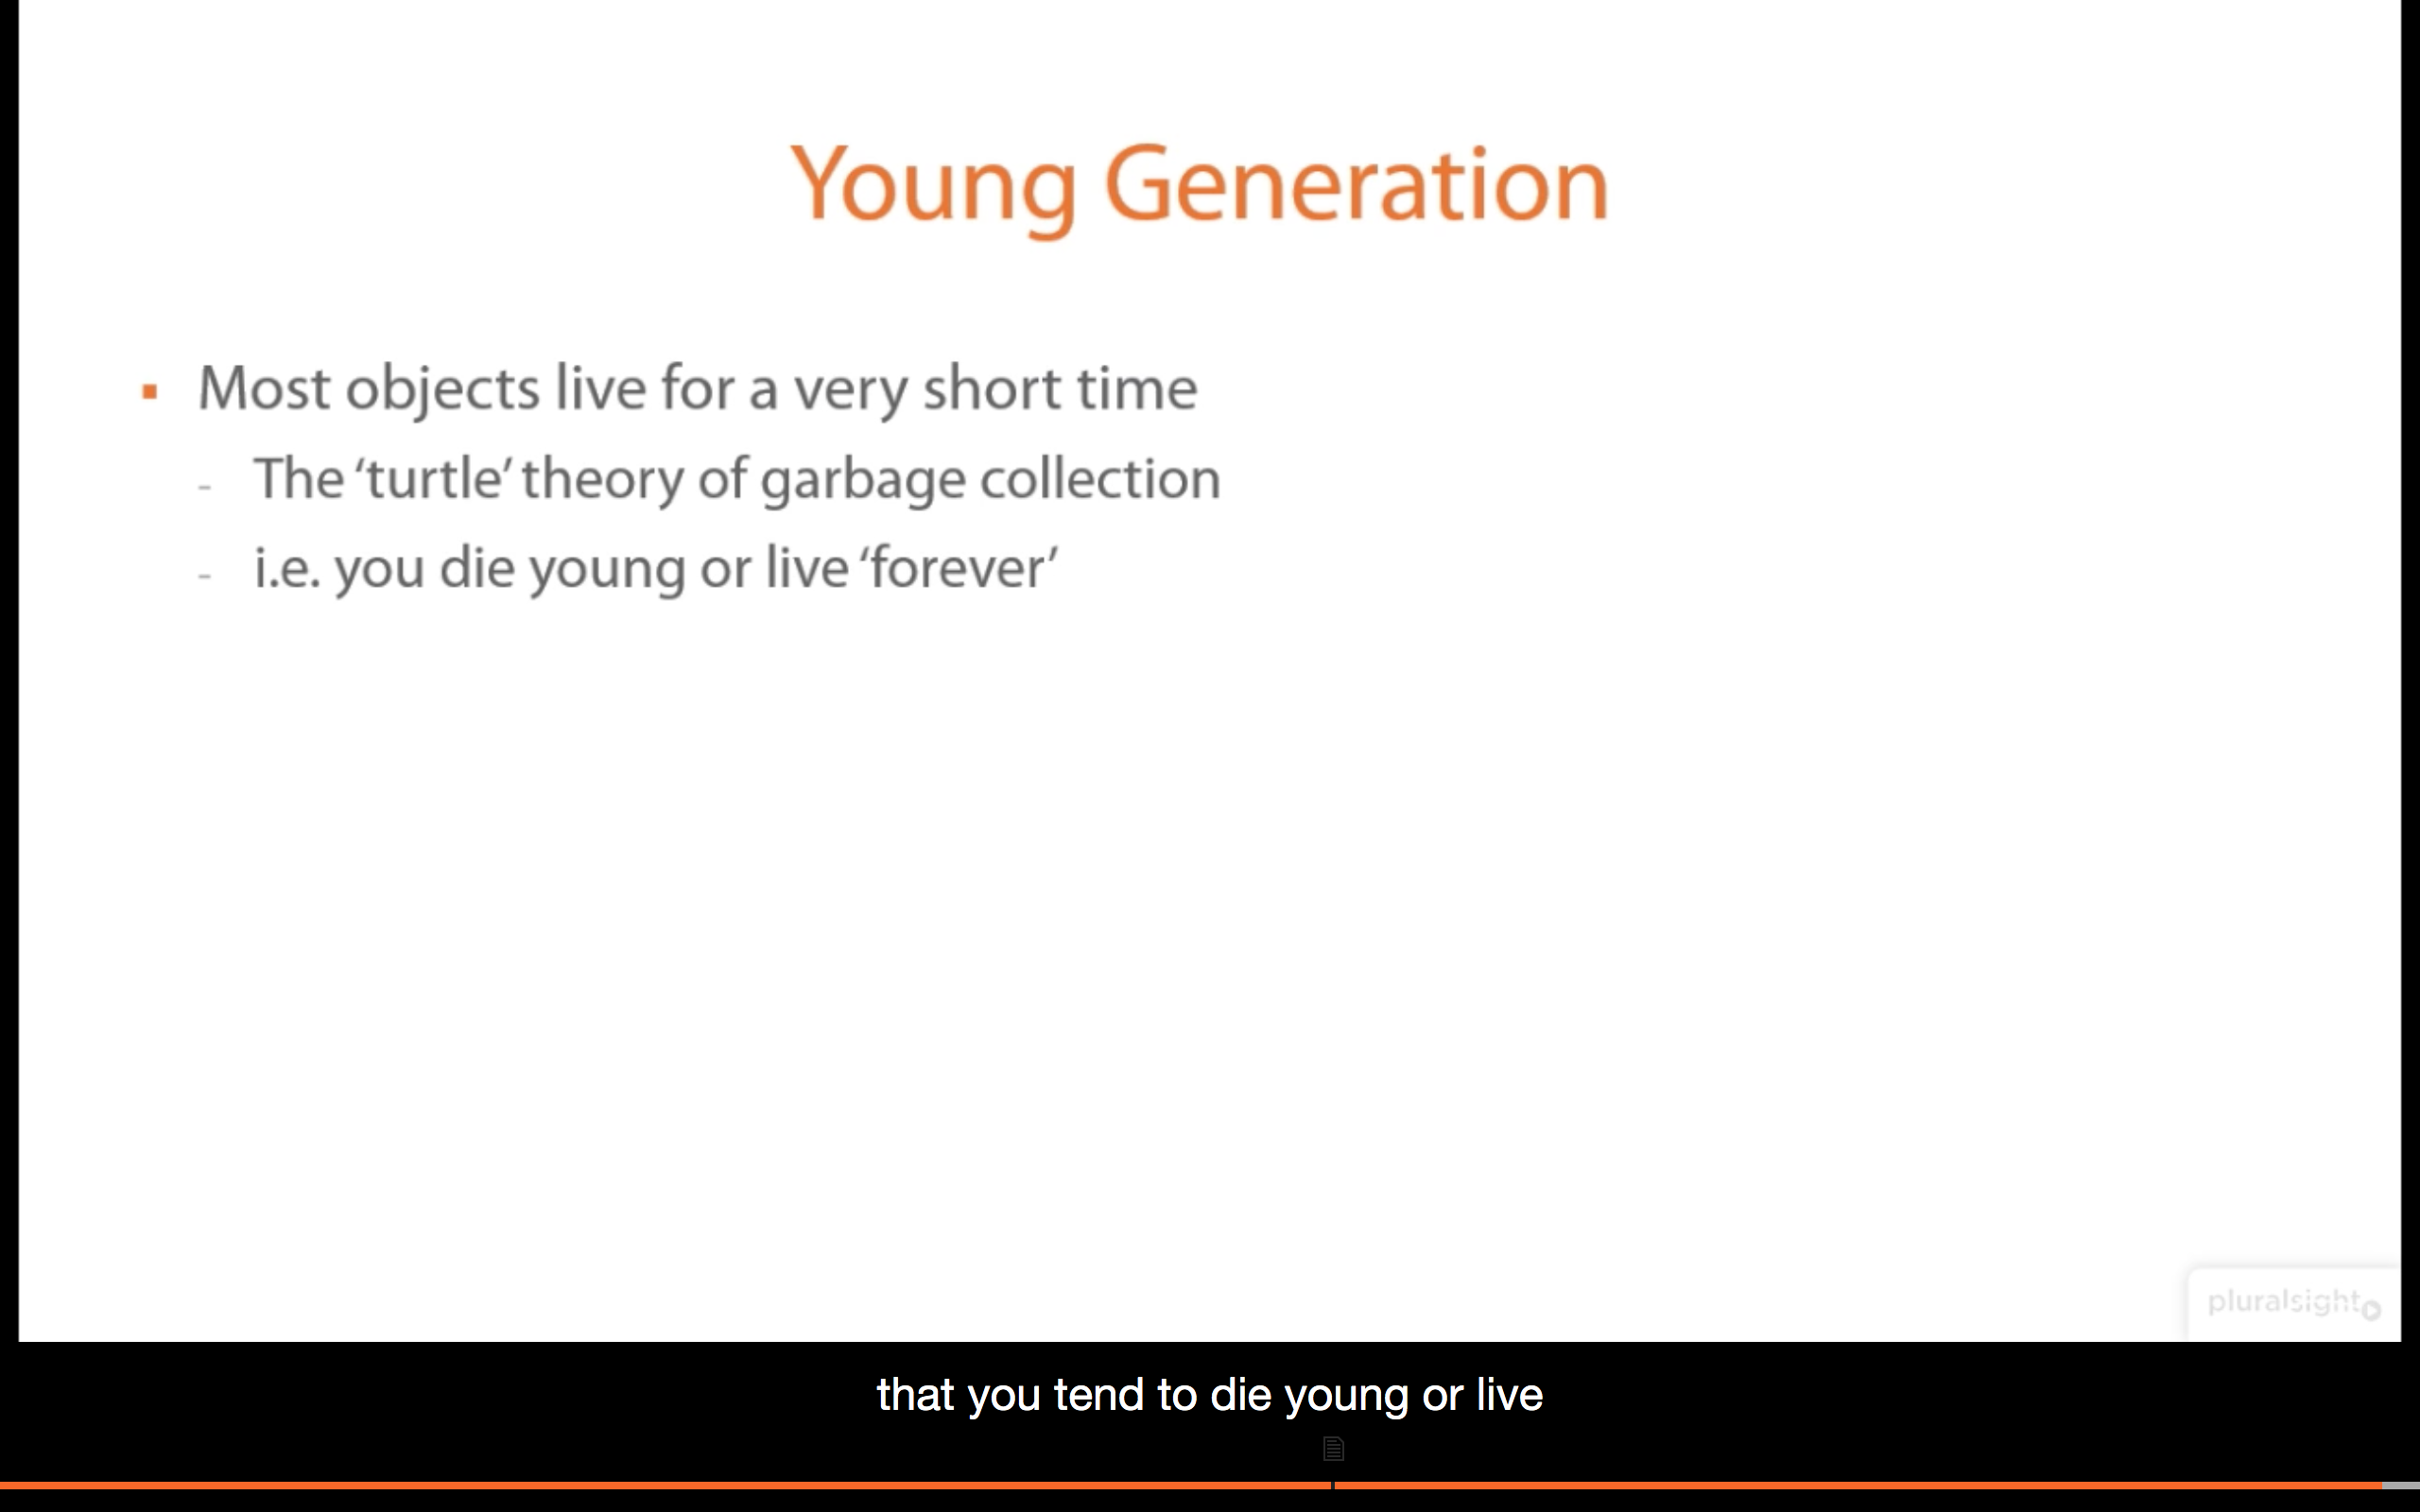 Young Generation
Most objects live for a very short time
- The ‘turtle’ theory of garbage collection
- i.e. you die young or live ‘forever’
pluralsight
that you tend to die young or live